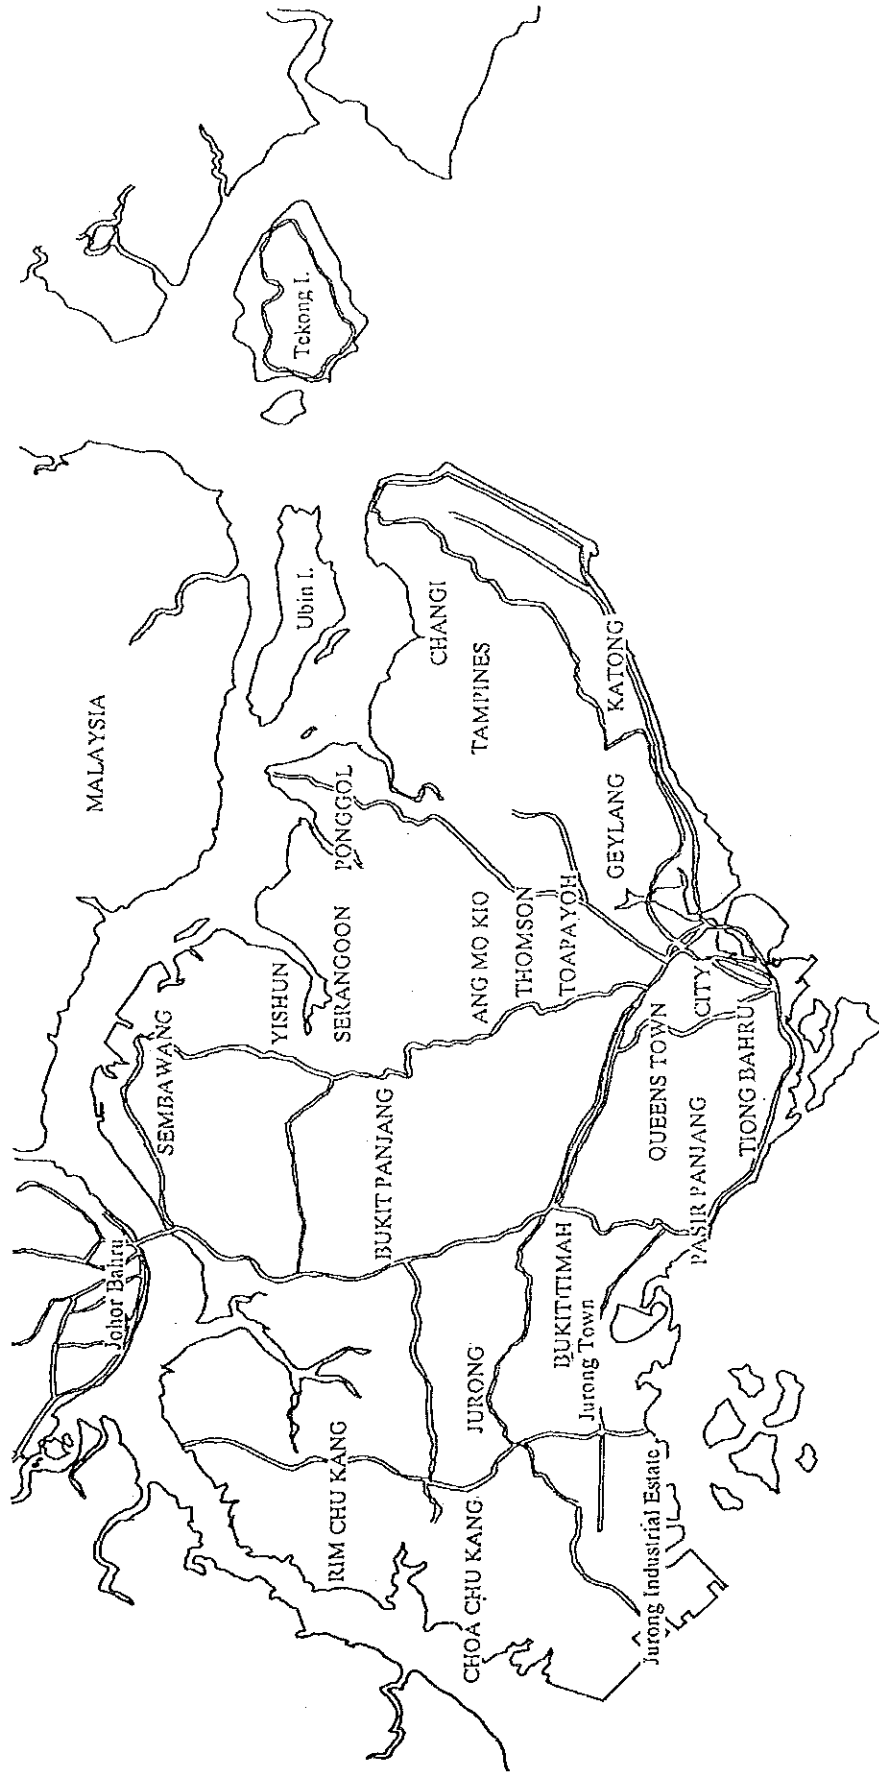 MALAYSIA
Johor Bahru
SEMBAWANG
YISHUN
Ubin I.
Tekong I.
RIM CHU KANG
SERANGOON
PONGGOL
BUKIT PANJANG
CHANGI
CHOA CHU KANG
JURONG
ANG MO KIO
TAMPINES
THOMSON
BUKIT TIMAH
TOAPAYOH
Jurong Town
GEYLANG
KATONG
Jurong Industrial Estate
QUEENS TOWN
PASIR PANJANG
CITY
TIONG BAHRU